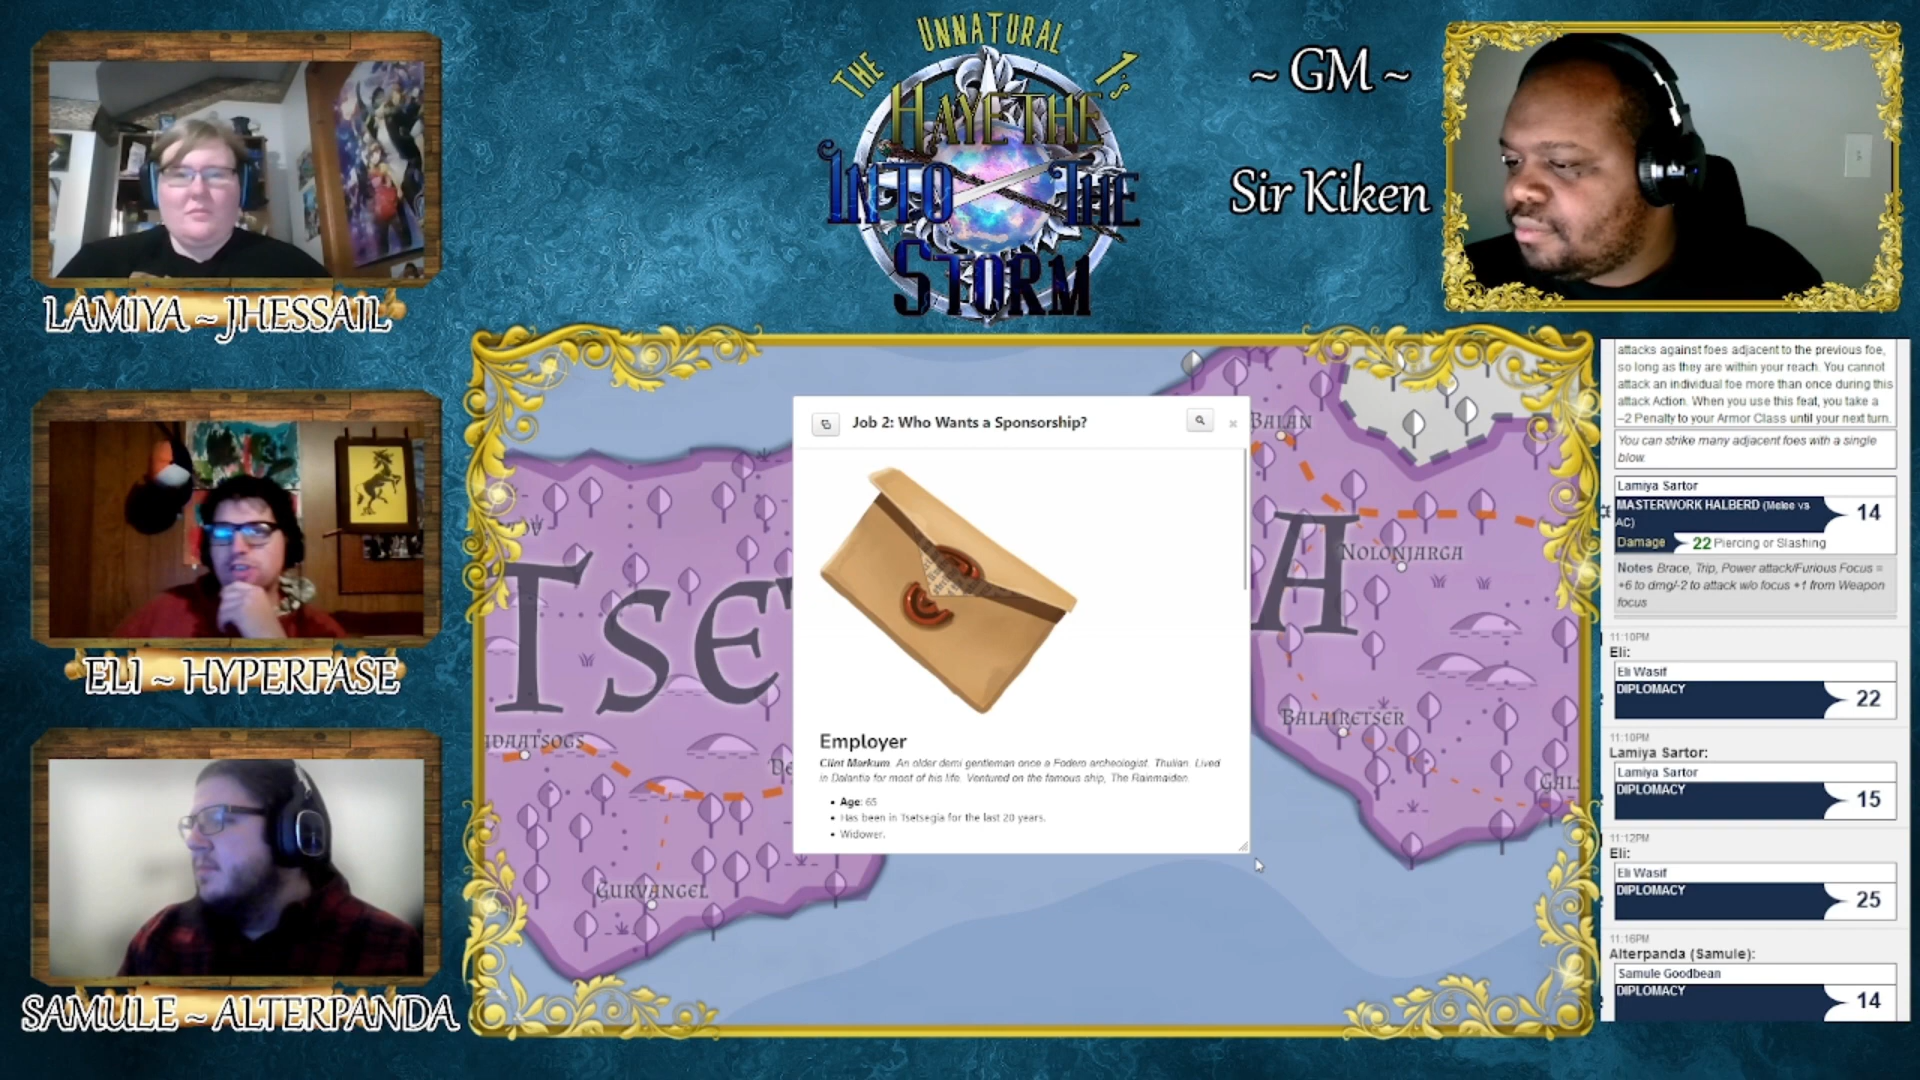 THE UNNATURAL 1's
HAYETHE
INTO THE
STORM
~ GM ~
Sir Kiken
LAMIYA ~ JHESSAIL
ELI ~ HYPERFASE
SAMULE ~ ALTERPANDA
Job 2: Who Wants a Sponsorship?
Employer
Clint Markum. An older demi gentleman once a Fodero archeologist. Thulian. Lived
in Dalantia for most of his life. Ventured on the famous ship, The Rainmaiden.
• Age: 65
• Has been in Tsetsegia for the last 20 years.
• Widower.
TSE
A
BALAN
NOLONJARGA
BALAIRETSER
GAL
IDAATSOGS
DE
GURVANGEL
attacks against foes adjacent to the previous foe,
so long as they are within your reach. You cannot
attack an individual foe more than once during this
attack Action. When you use this feat, you take a
–2 Penalty to your Armor Class until your next turn.
You can strike many adjacent foes with a single
blow.
Lamiya Sartor
MASTERWORK HALBERD (Melee vs
AC)
14
Damage 22 Piercing or Slashing
Notes Brace, Trip, Power attack/Furious Focus =
+6 to dmg/-2 to attack w/o focus +1 from Weapon
focus
11:10PM
Eli:
Eli Wasif
DIPLOMACY 22
11:10PM
Lamiya Sartor:
Lamiya Sartor
DIPLOMACY 15
11:12PM
Eli:
Eli Wasif
DIPLOMACY 25
11:16PM
Alterpanda (Samule):
Samule Goodbean
DIPLOMACY 14